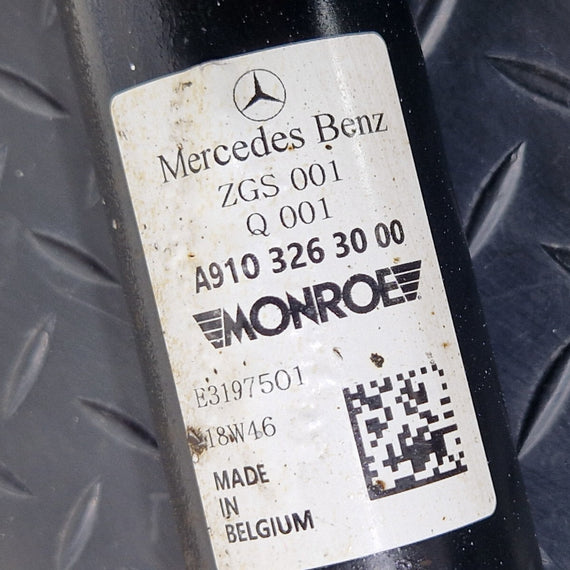 Mercedes Benz
ZGS 001
Q 001
A910 326 30 00
MONROE
E3197501
18W46
MADE
IN
BELGIUM